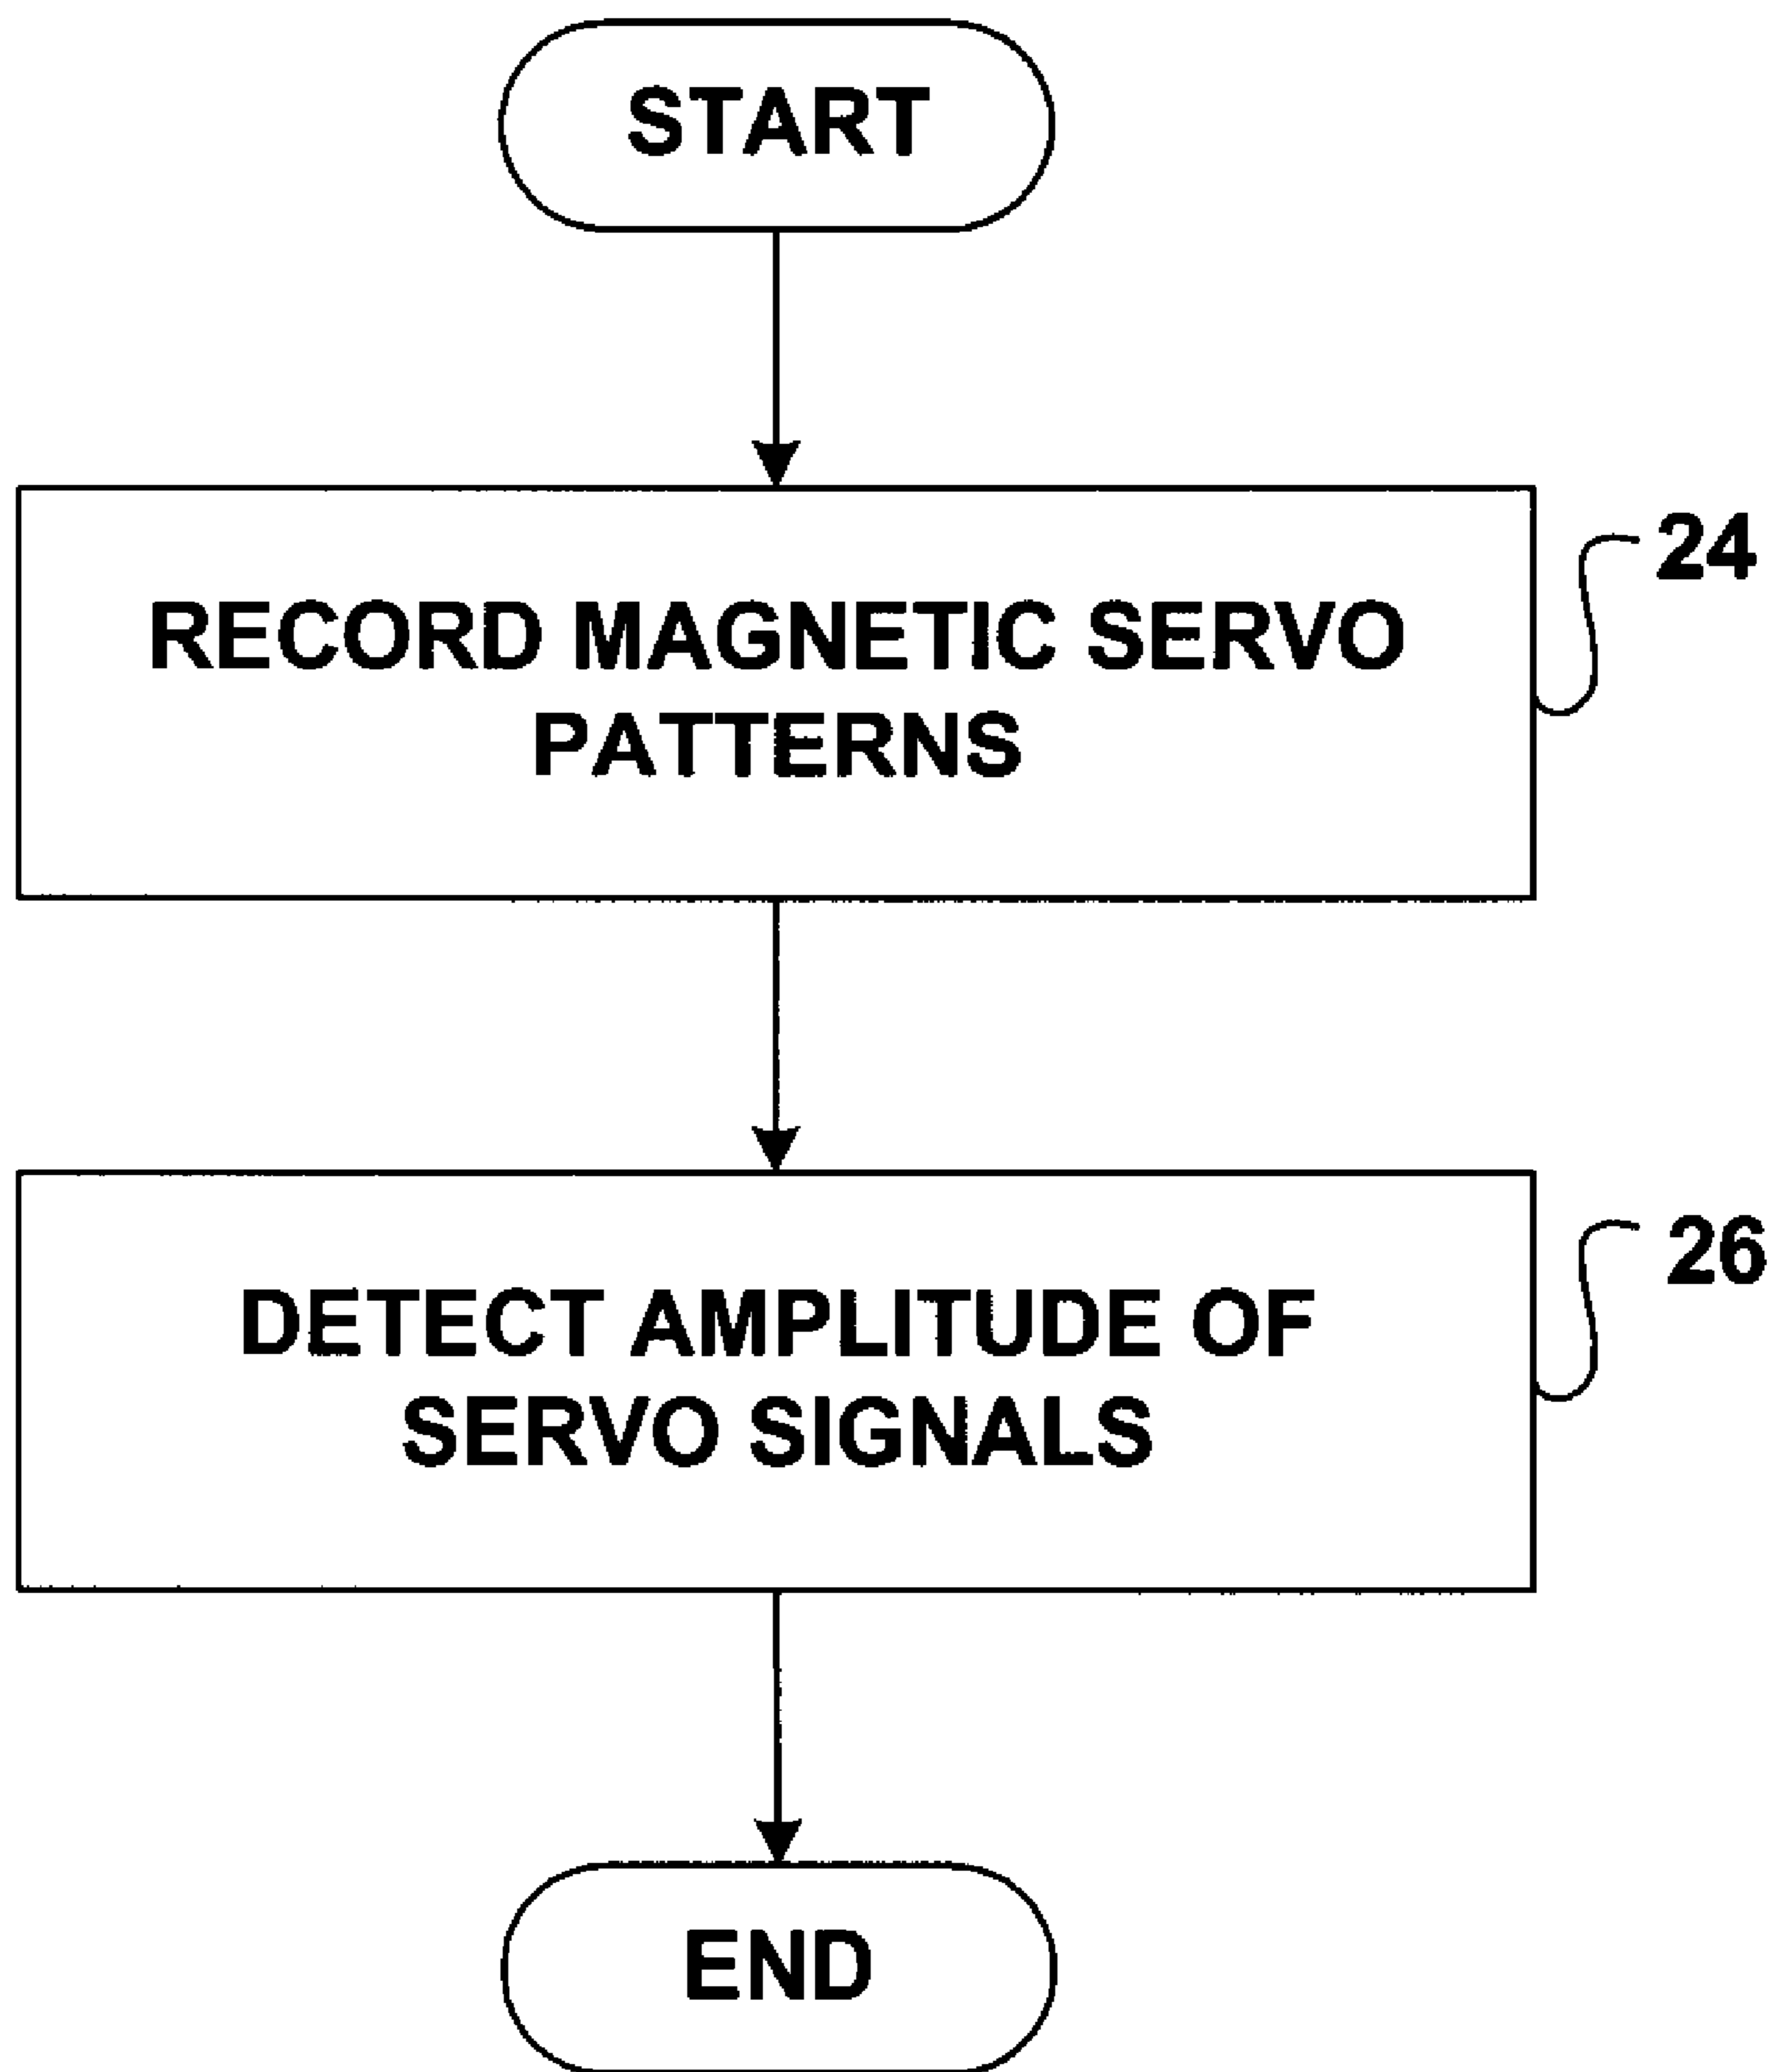 START
24
RECORD MAGNETIC SERVO
PATTERNS
26
DETECT AMPLITUDE OF
SERVO SIGNALS
END